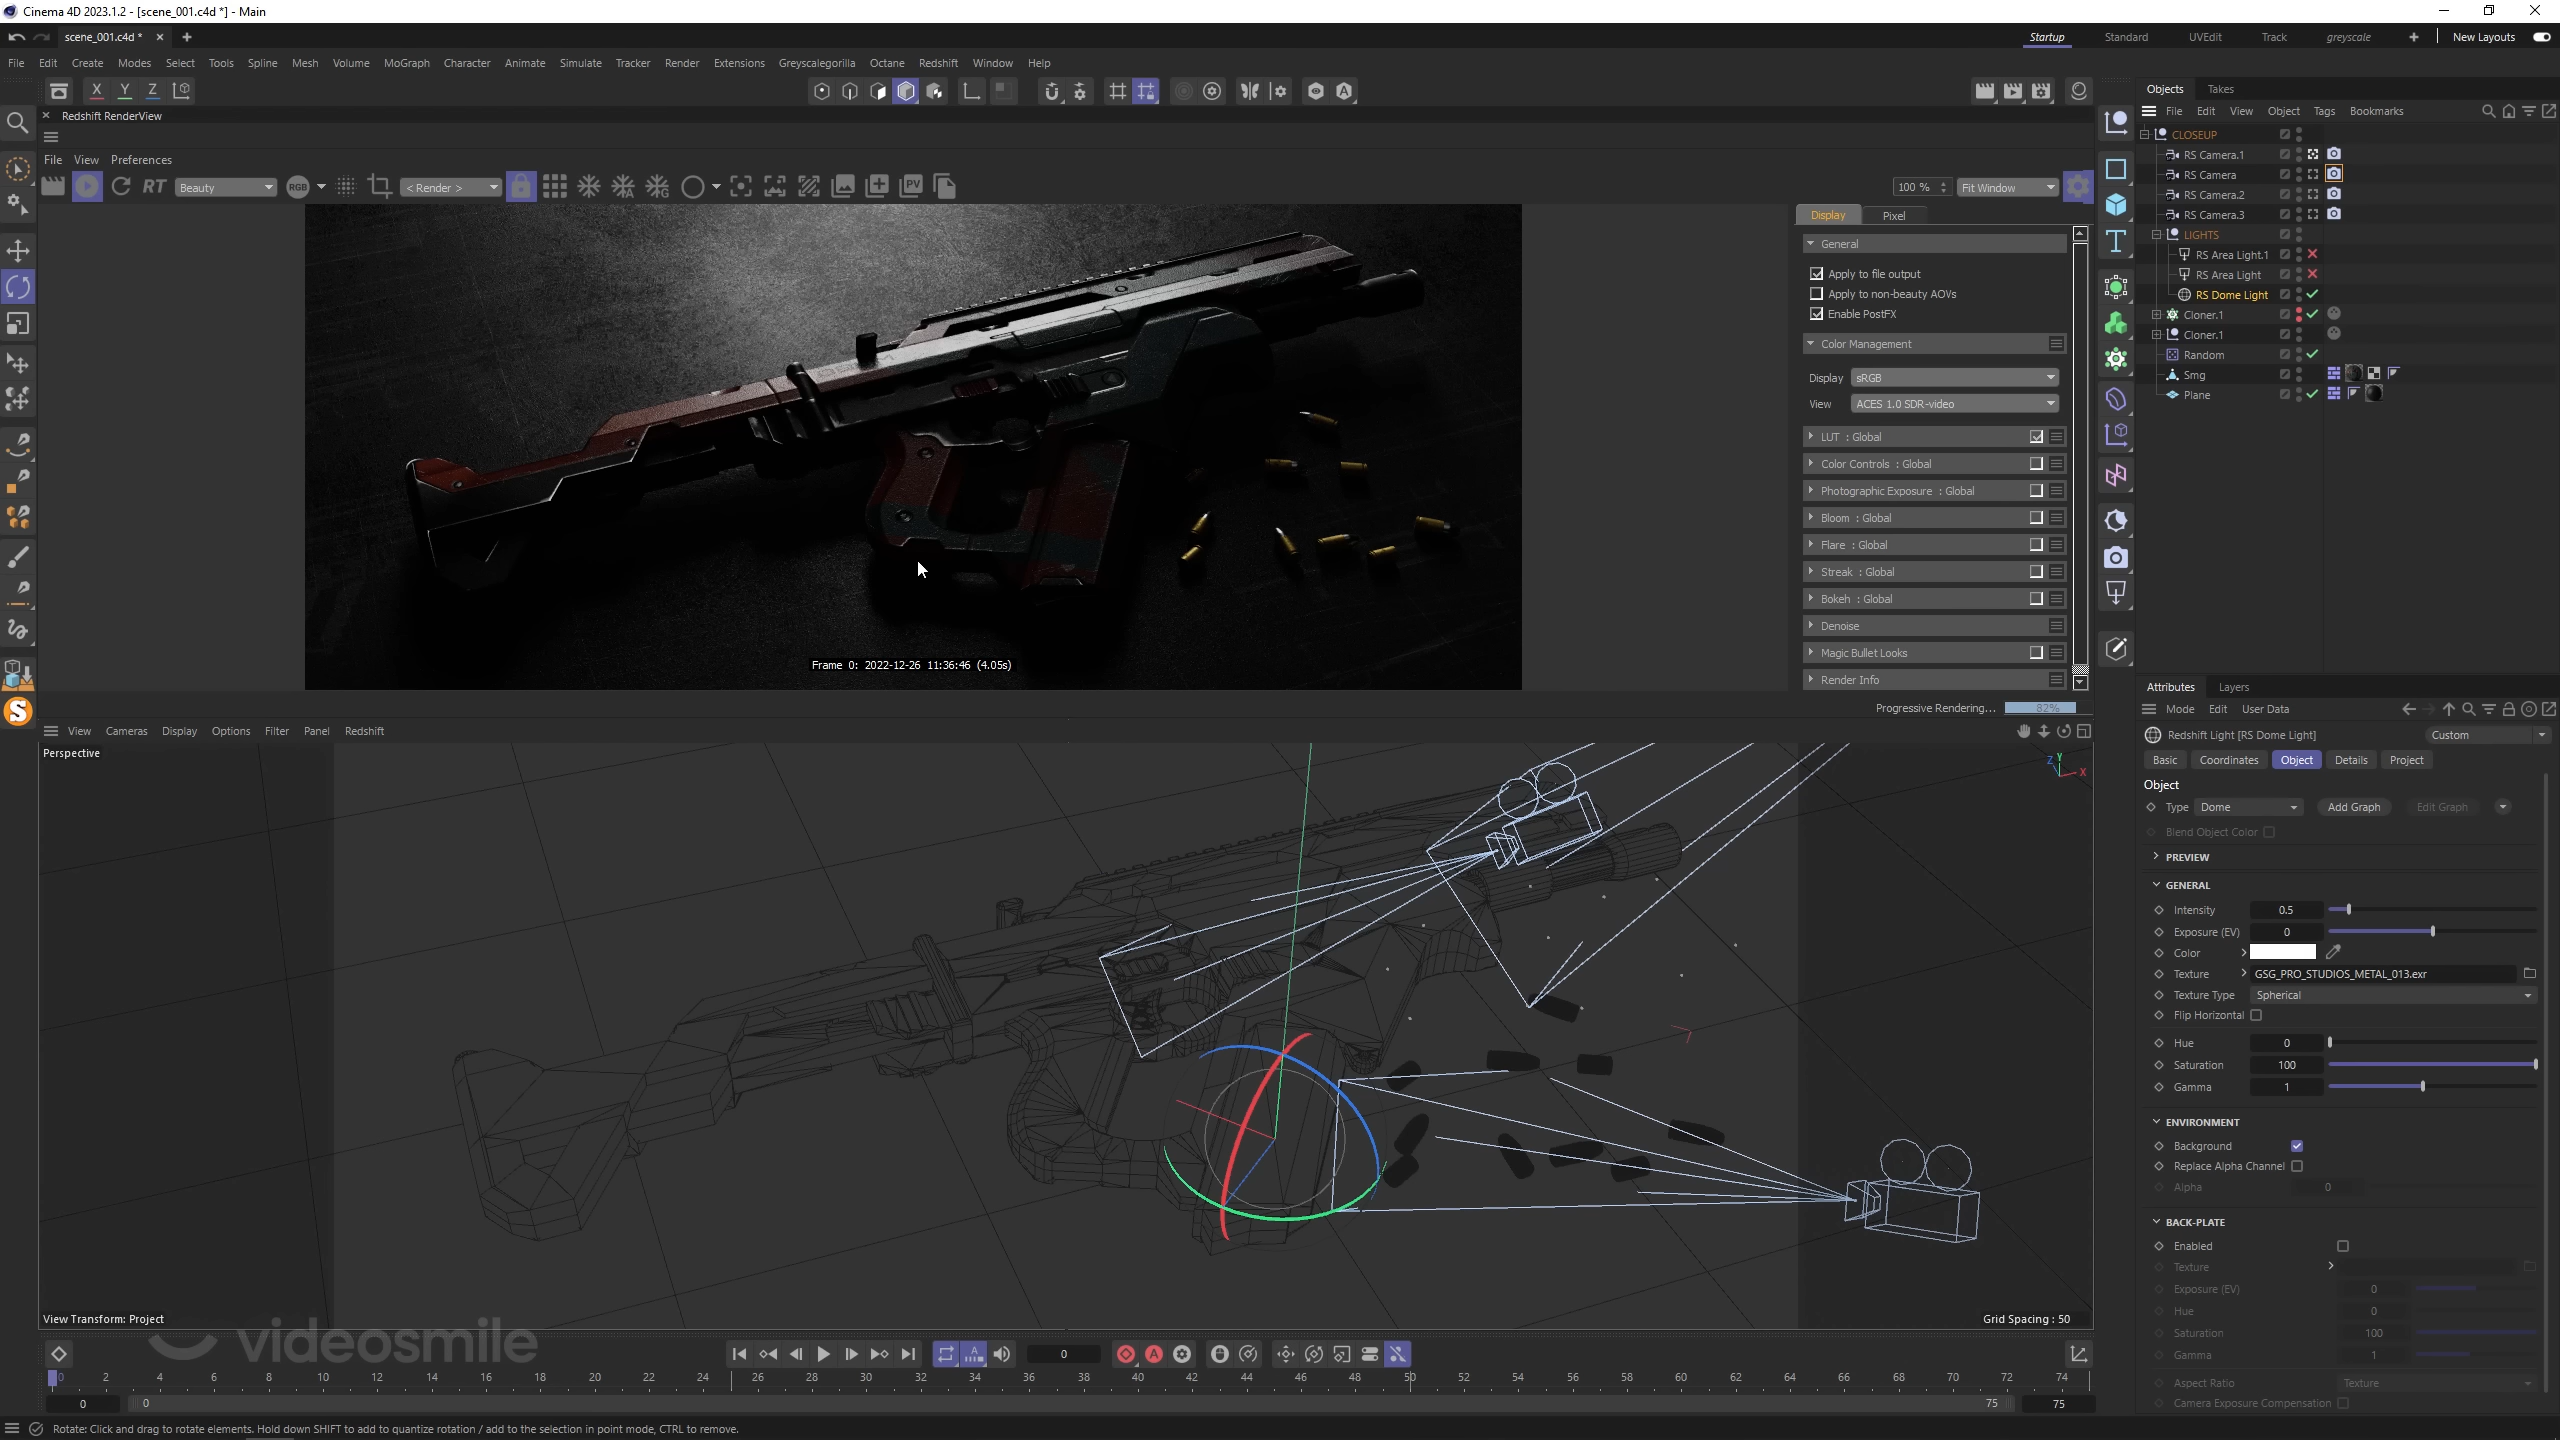 Cinema 4D 2023.1.2 - [scene_001.c4d *] - Main
scene_001.c4d *
Startup Standard UVEdit Track greyscale New Layouts
File Edit Create Modes Select Tools Spline Mesh Volume MoGraph Character Animate Simulate Tracker Render Extensions Greyscalegorilla Octane Redshift Window Help
X Y Z
Redshift RenderView
File View Preferences
RT Beauty RGB < Render > PV 100 % Fit Window
Display Pixel
General
Apply to file output
Apply to non-beauty AOVs
Enable PostFX
Color Management
Display sRGB
View ACES 1.0 SDR-video
LUT : Global
Color Controls : Global
Photographic Exposure : Global
Bloom : Global
Flare : Global
Streak : Global
Bokeh : Global
Denoise
Magic Bullet Looks
Render Info
Frame 0: 2022-12-26 11:36:46 (4.05s)
Progressive Rendering... 82%
Objects Takes
File Edit View Object Tags Bookmarks
CLOSEUP
RS Camera.1
RS Camera
RS Camera.2
RS Camera.3
LIGHTS
RS Area Light.1
RS Area Light
RS Dome Light
Cloner.1
Cloner.1
Random
Smg
Plane
View Cameras Display Options Filter Panel Redshift
Perspective
Z Y X
View Transform: Project
Grid Spacing : 50
videosmile
Attributes Layers
Mode Edit User Data
Redshift Light [RS Dome Light] Custom
Basic Coordinates Object Details Project
Object
Type Dome Add Graph Edit Graph
Blend Object Color
PREVIEW
GENERAL
Intensity 0.5
Exposure (EV) 0
Color
Texture GSG_PRO_STUDIOS_METAL_013.exr
Texture Type Spherical
Flip Horizontal
Hue 0
Saturation 100
Gamma 1
ENVIRONMENT
Background
Replace Alpha Channel
Alpha 0
BACK-PLATE
Enabled
Texture
Exposure (EV) 0
Hue 0
Saturation 100
Gamma 1
Aspect Ratio Texture
Camera Exposure Compensation
0
0 2 4 6 8 10 12 14 16 18 20 22 24 26 28 30 32 34 36 38 40 42 44 46 48 50 52 54 56 58 60 62 64 66 68 70 72 74
0 0 75 75
Rotate: Click and drag to rotate elements. Hold down SHIFT to add to quantize rotation / add to the selection in point mode, CTRL to remove.